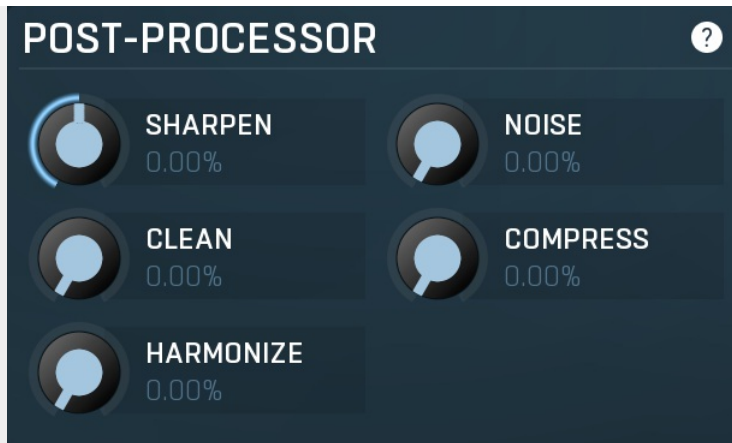 POST-PROCESSOR
?
SHARPEN
0.00%
NOISE
0.00%
CLEAN
0.00%
COMPRESS
0.00%
HARMONIZE
0.00%